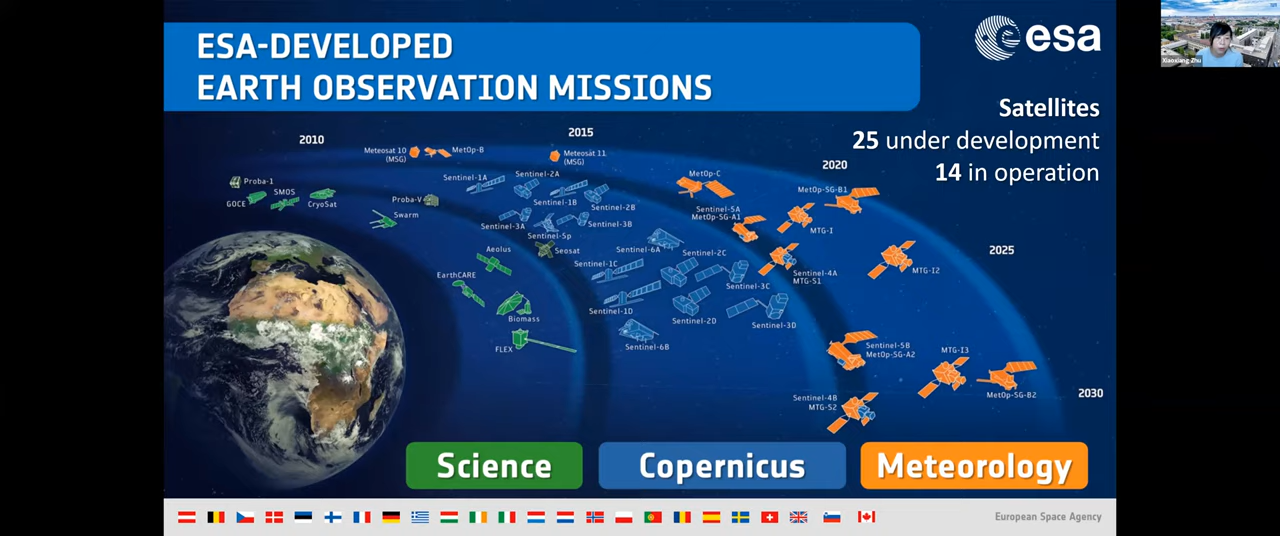 ESA-DEVELOPED
EARTH OBSERVATION MISSIONS
esa
Xiaoxiang Zhu
Satellites
25 under development
14 in operation
2010
2015
2020
2025
2030
Meteosat 10
(MSG)
MetOp-B
Meteosat 11
(MSG)
Proba-1
GOCE
SMOS
CryoSat
Proba-V
Swarm
Aeolus
EarthCARE
Biomass
FLEX
Sentinel-1A
Sentinel-2A
Sentinel-1B
Sentinel-2B
Sentinel-3A
Sentinel-3B
Sentinel-5p
Seosat
Sentinel-6A
Sentinel-1C
Sentinel-2C
Sentinel-3C
Sentinel-1D
Sentinel-2D
Sentinel-3D
Sentinel-6B
MetOp-C
Sentinel-5A
MetOp-SG-A1
MetOp-SG-B1
MTG-I
Sentinel-4A
MTG-S1
MTG-I2
Sentinel-5B
MetOp-SG-A2
MTG-I3
MetOp-SG-B2
Sentinel-4B
MTG-S2
Science
Copernicus
Meteorology
European Space Agency